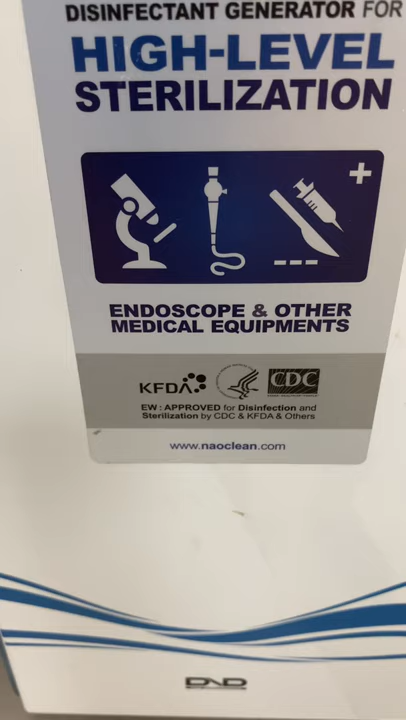 DISINFECTANT GENERATOR FOR
HIGH-LEVEL
STERILIZATION
ENDOSCOPE & OTHER
MEDICAL EQUIPMENTS
KFDA CDC
EW : APPROVED for Disinfection and
Sterilization by CDC & KFDA & Others
www.naoclean.com
DND